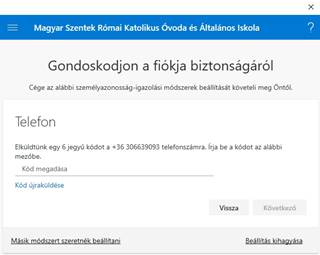 Magyar Szentek Római Katolikus Óvoda és Általános Iskola
?
Gondoskodjon a fiókja biztonságáról
Cége az alábbi személyazonosság-igazolási módszerek beállítását követeli meg Öntől.
Telefon
Elküldtünk egy 6 jegyű kódot a +36 306639093 telefonszámra. Írja be a kódot az alábbi
mezőbe.
Kód megadása
Kód újraküldése
Vissza
Következő
Másik módszert szeretnék beállítani
Beállítás kihagyása